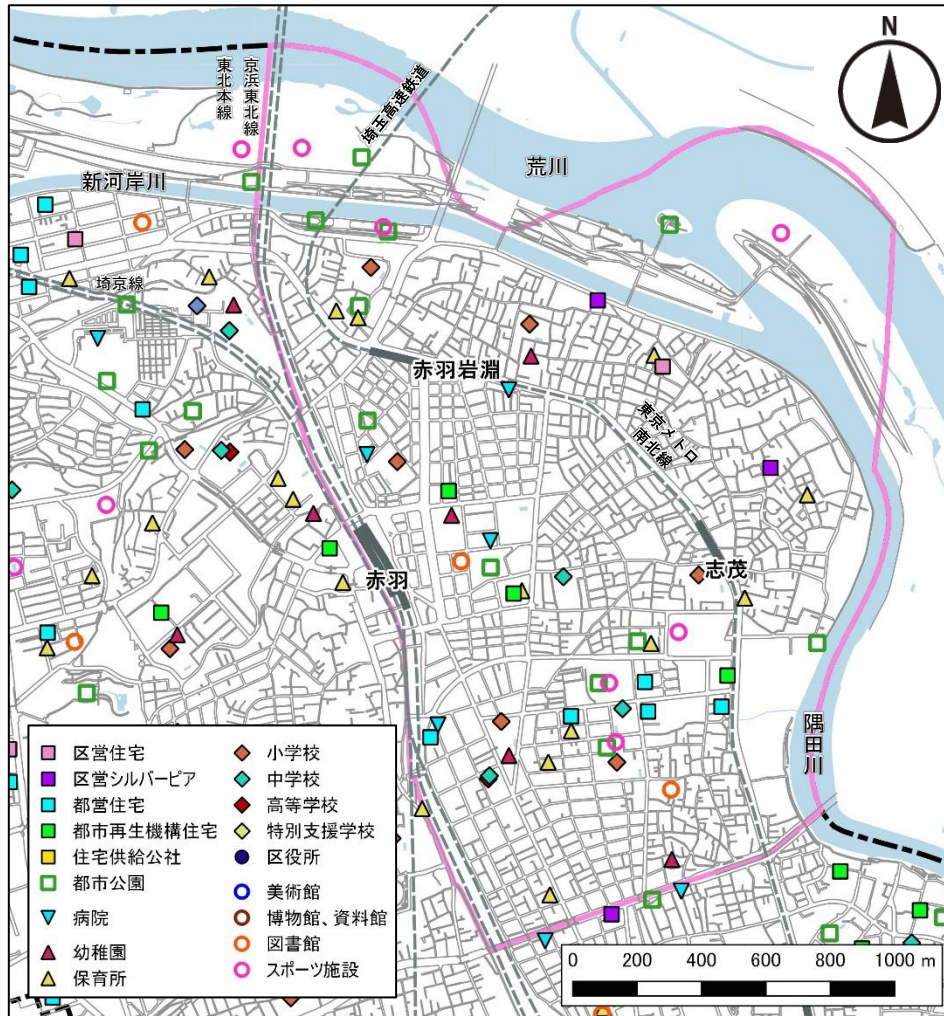 N
東北本線
京浜東北線
埼玉高速鉄道
荒川
新河岸川
埼京線
赤羽岩淵
東京メトロ
南北線
赤羽
志茂
隅田川
区営住宅
区営シルバーピア
都営住宅
都市再生機構住宅
住宅供給公社
都市公園
病院
幼稚園
保育所
小学校
中学校
高等学校
特別支援学校
区役所
美術館
博物館、資料館
図書館
スポーツ施設
0 200 400 600 800 1000 m